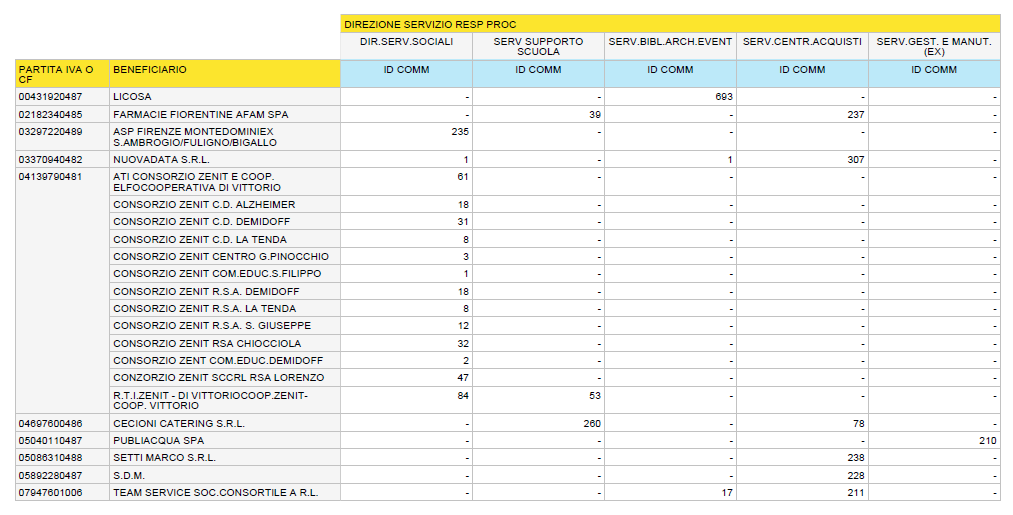 DIREZIONE SERVIZIO RESP PROC
DIR.SERV.SOCIALI SERV SUPPORTO SCUOLA SERV.BIBL.ARCH.EVENT SERV.CENTR.ACQUISTI SERV.GEST. E MANUT. (EX)
PARTITA IVA O CF BENEFICIARIO ID COMM ID COMM ID COMM ID COMM ID COMM
00431920487 LICOSA - - 693 - -
02182340485 FARMACIE FIORENTINE AFAM SPA - 39 - 237 -
03297220489 ASP FIRENZE MONTEDOMINIEX S.AMBROGIO/FULIGNO/BIGALLO 235 - - - -
03370940482 NUOVADATA S.R.L. 1 - 1 307 -
04139790481 ATI CONSORZIO ZENIT E COOP. ELFOCOOPERATIVA DI VITTORIO 61 - - - -
CONSORZIO ZENIT C.D. ALZHEIMER 18 - - - -
CONSORZIO ZENIT C.D. DEMIDOFF 31 - - - -
CONSORZIO ZENIT C.D. LA TENDA 8 - - - -
CONSORZIO ZENIT CENTRO G.PINOCCHIO 3 - - - -
CONSORZIO ZENIT COM.EDUC.S.FILIPPO 1 - - - -
CONSORZIO ZENIT R.S.A. DEMIDOFF 18 - - - -
CONSORZIO ZENIT R.S.A. LA TENDA 8 - - - -
CONSORZIO ZENIT R.S.A. S. GIUSEPPE 12 - - - -
CONSORZIO ZENIT RSA CHIOCCIOLA 32 - - - -
CONSORZIO ZENT COM.EDUC.DEMIDOFF 2 - - - -
CONZORZIO ZENIT SCCRL RSA LORENZO 47 - - - -
R.T.I.ZENIT - DI VITTORIOCOOP.ZENIT-COOP. VITTORIO 84 53 - - -
04697600486 CECIONI CATERING S.R.L. - 260 - 78 -
05040110487 PUBLIACQUA SPA - - - - 210
05086310488 SETTI MARCO S.R.L. - - - 238 -
05892280487 S.D.M. - - - 228 -
07947601006 TEAM SERVICE SOC.CONSORTILE A R.L. - - 17 211 -